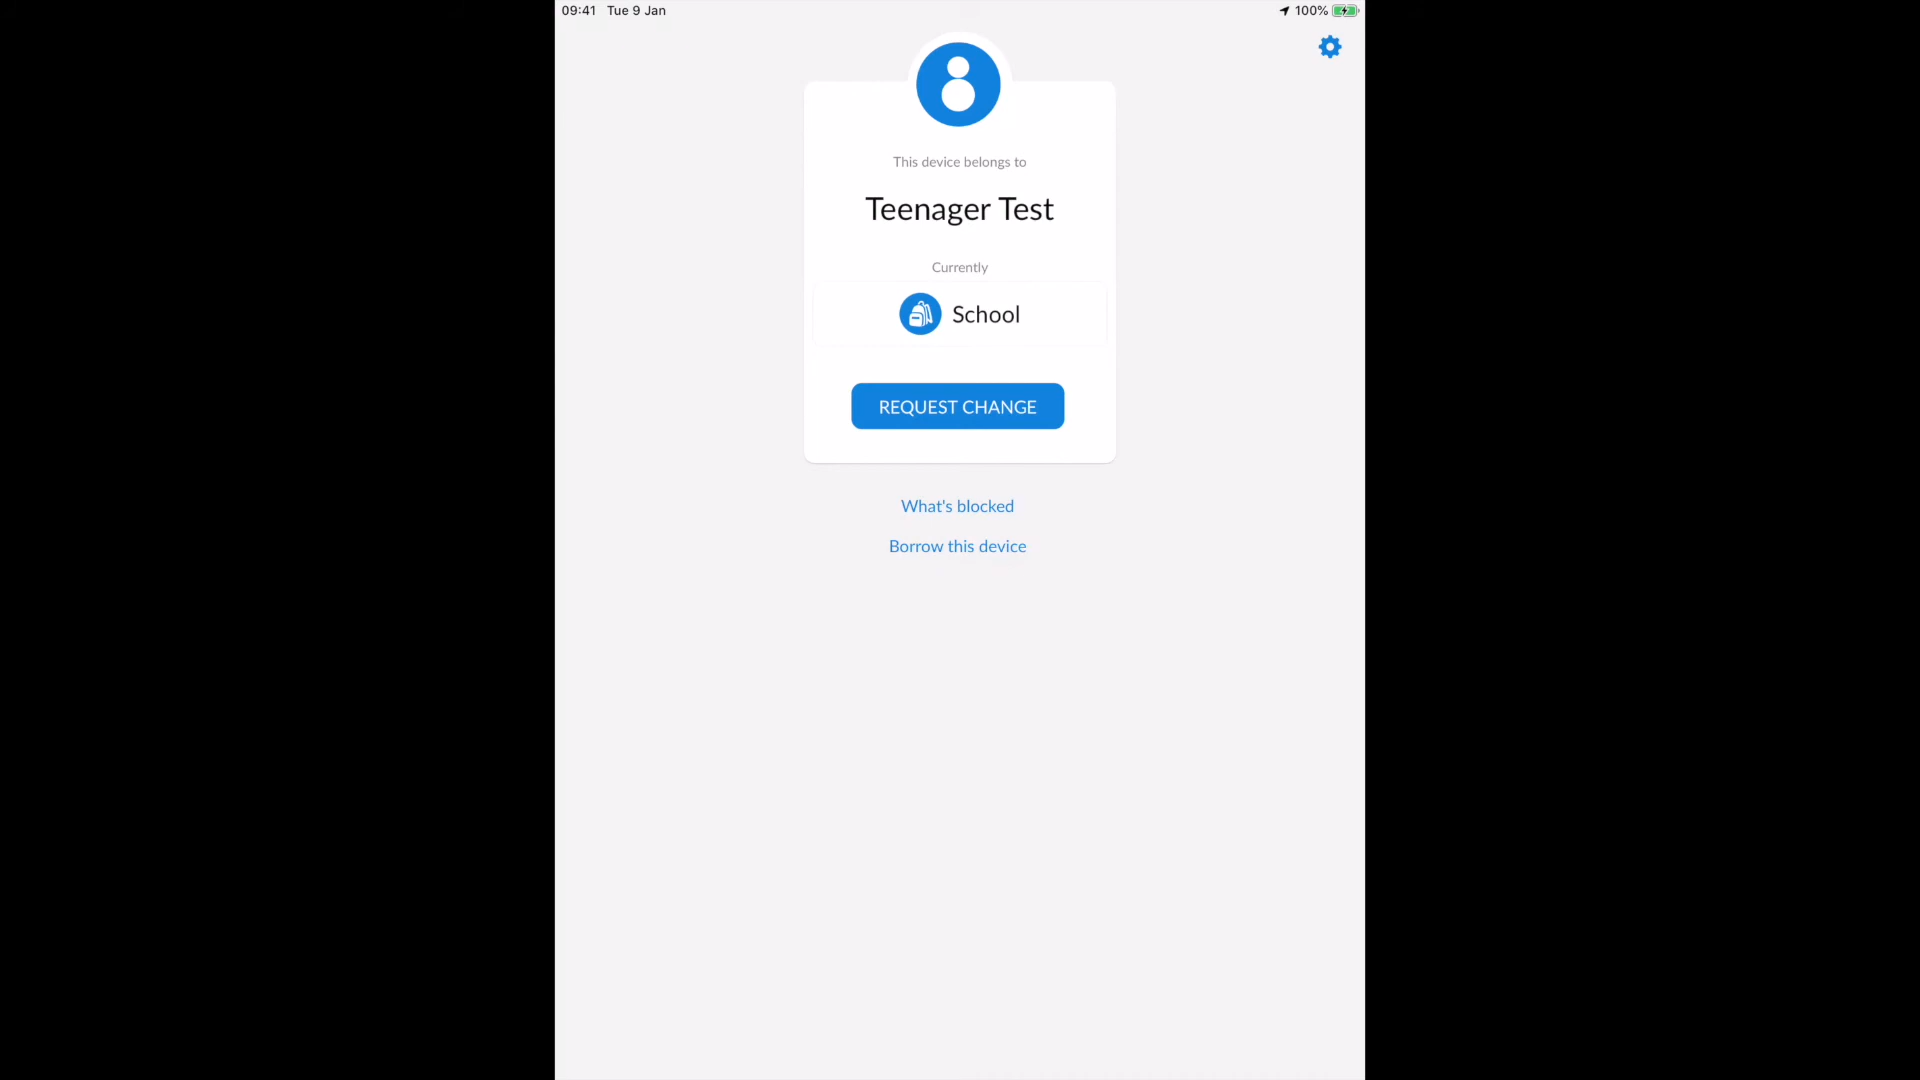 09:41 Tue 9 Jan 100%
This device belongs to
Teenager Test
Currently
School
REQUEST CHANGE
What's blocked
Borrow this device